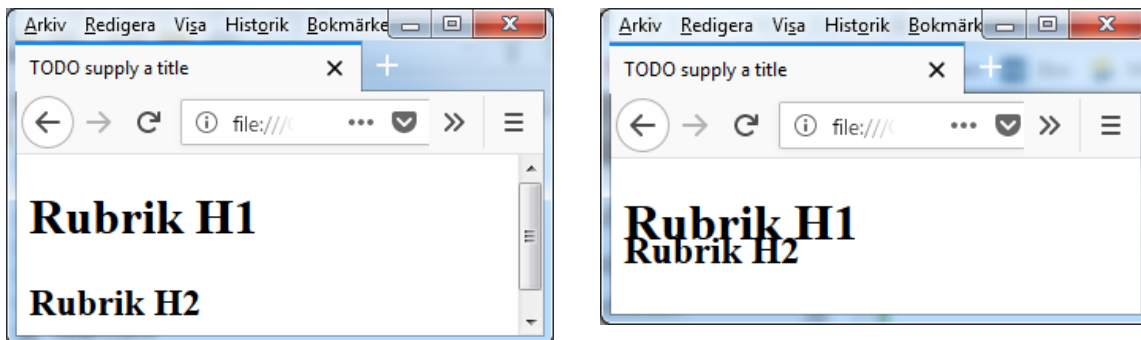 Arkiv Redigera Visa Historik Bokmärke
TODO supply a title
file:///
Rubrik H1
Rubrik H2
Arkiv Redigera Visa Historik Bokmärk
TODO supply a title
file:///
Rubrik H1
Rubrik H2